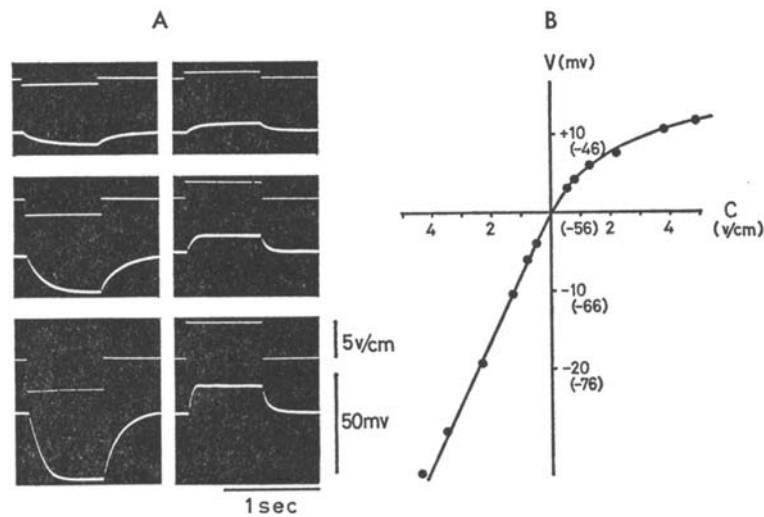 A
B
V (mv)
+10
(-46)
4
2
(-56)
2
4
C
(v/cm)
-10
(-66)
-20
(-76)
5v/cm
50mv
1 sec